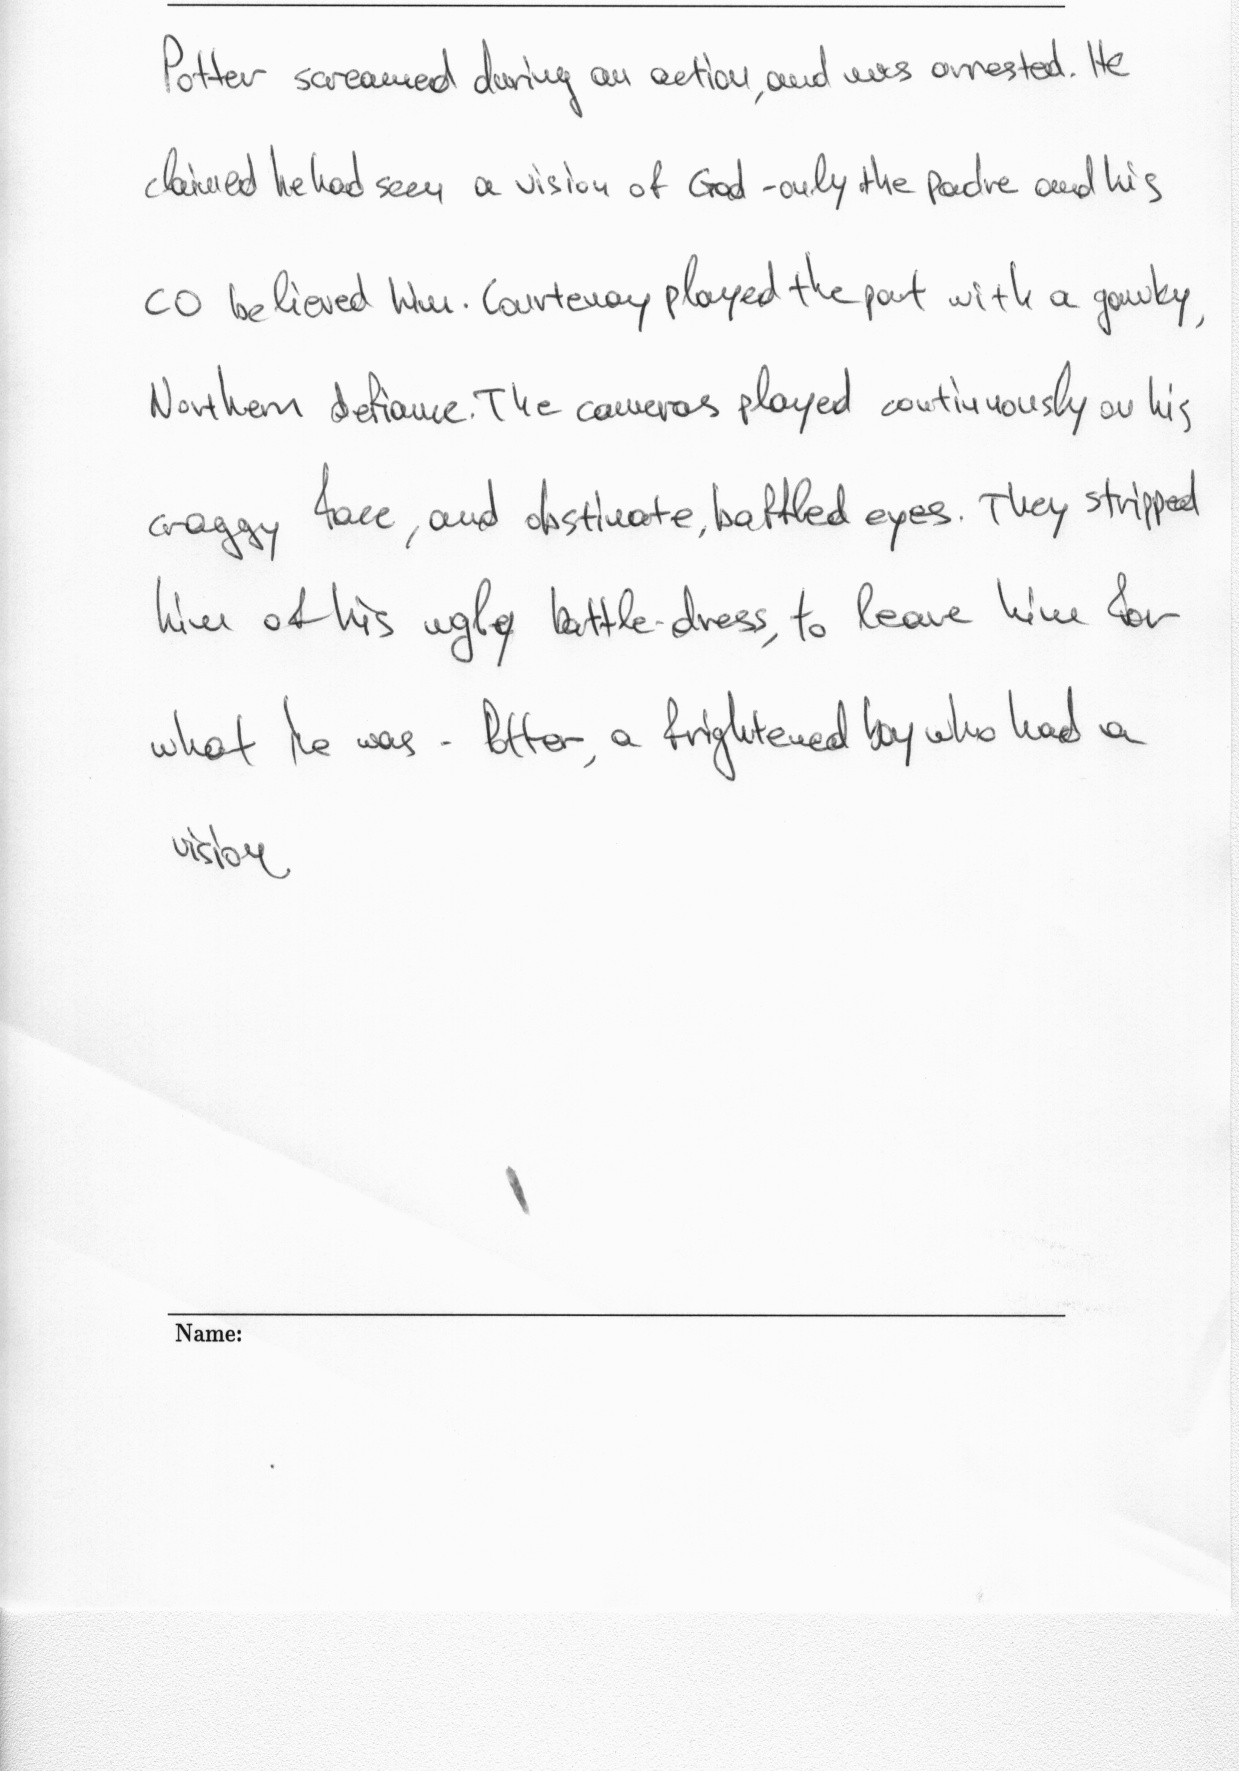 Potter screamed during an action, and was arrested. He
claimed he had seen a vision of God - only the padre and his
CO believed him. Courtenay played the part with a gawky,
Northern defiance. The cameras played continuously on his
craggy face, and obstinate, baffled eyes. They stripped
him of his ugly battle-dress, to leave him for
what he was - Potter, a frightened boy who had a
vision.
Name: